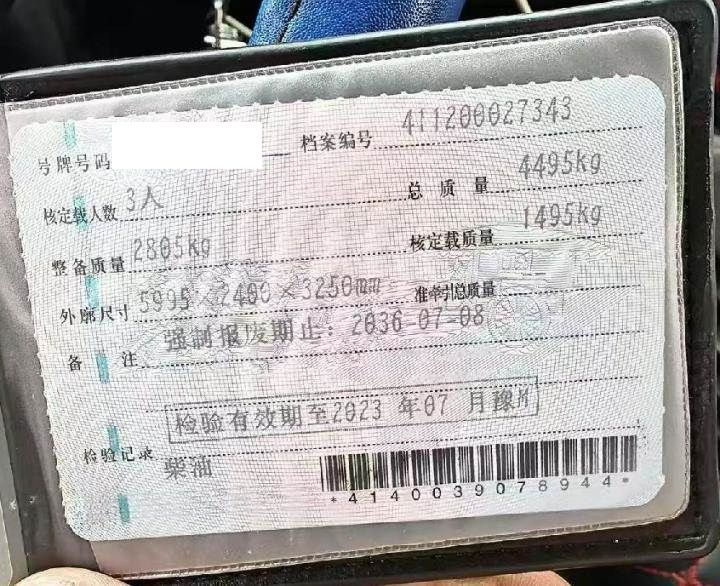 号牌号码 档案编号 411200027343
核定载人数 3人 总质量 4495kg
整备质量 2805kg 核定载质量 1495kg
外廓尺寸 5995×2400×3250mm 准牵引总质量
备注 强制报废期止：2036-07-08
检验有效期至2023年07月豫M
检验记录 柴油
*4140039078944*